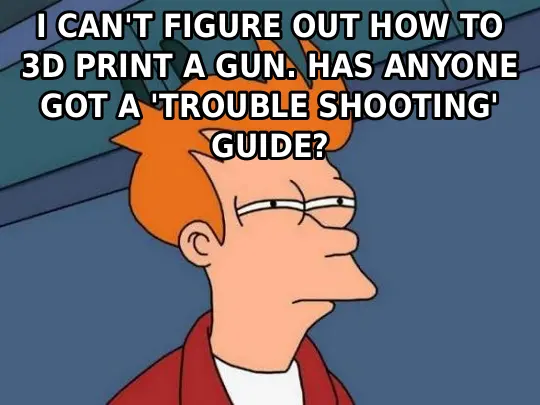 I CAN'T FIGURE OUT HOW TO
3D PRINT A GUN. HAS ANYONE
GOT A 'TROUBLE SHOOTING'
GUIDE?